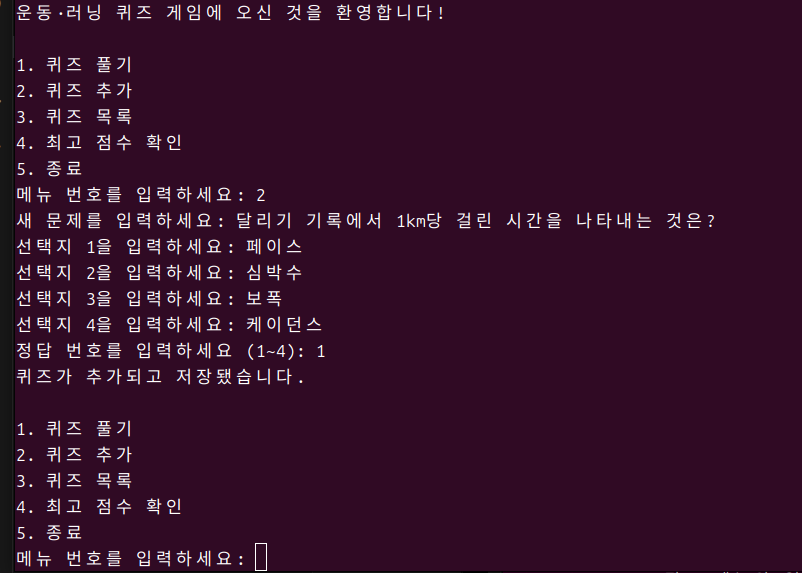 운동·러닝 퀴즈 게임에 오신 것을 환영합니다!
1. 퀴즈 풀기
2. 퀴즈 추가
3. 퀴즈 목록
4. 최고 점수 확인
5. 종료
메뉴 번호를 입력하세요: 2
새 문제를 입력하세요: 달리기 기록에서 1km당 걸린 시간을 나타내는 것은?
선택지 1을 입력하세요: 페이스
선택지 2을 입력하세요: 심박수
선택지 3을 입력하세요: 보폭
선택지 4을 입력하세요: 케이던스
정답 번호를 입력하세요 (1~4): 1
퀴즈가 추가되고 저장됐습니다.
1. 퀴즈 풀기
2. 퀴즈 추가
3. 퀴즈 목록
4. 최고 점수 확인
5. 종료
메뉴 번호를 입력하세요: